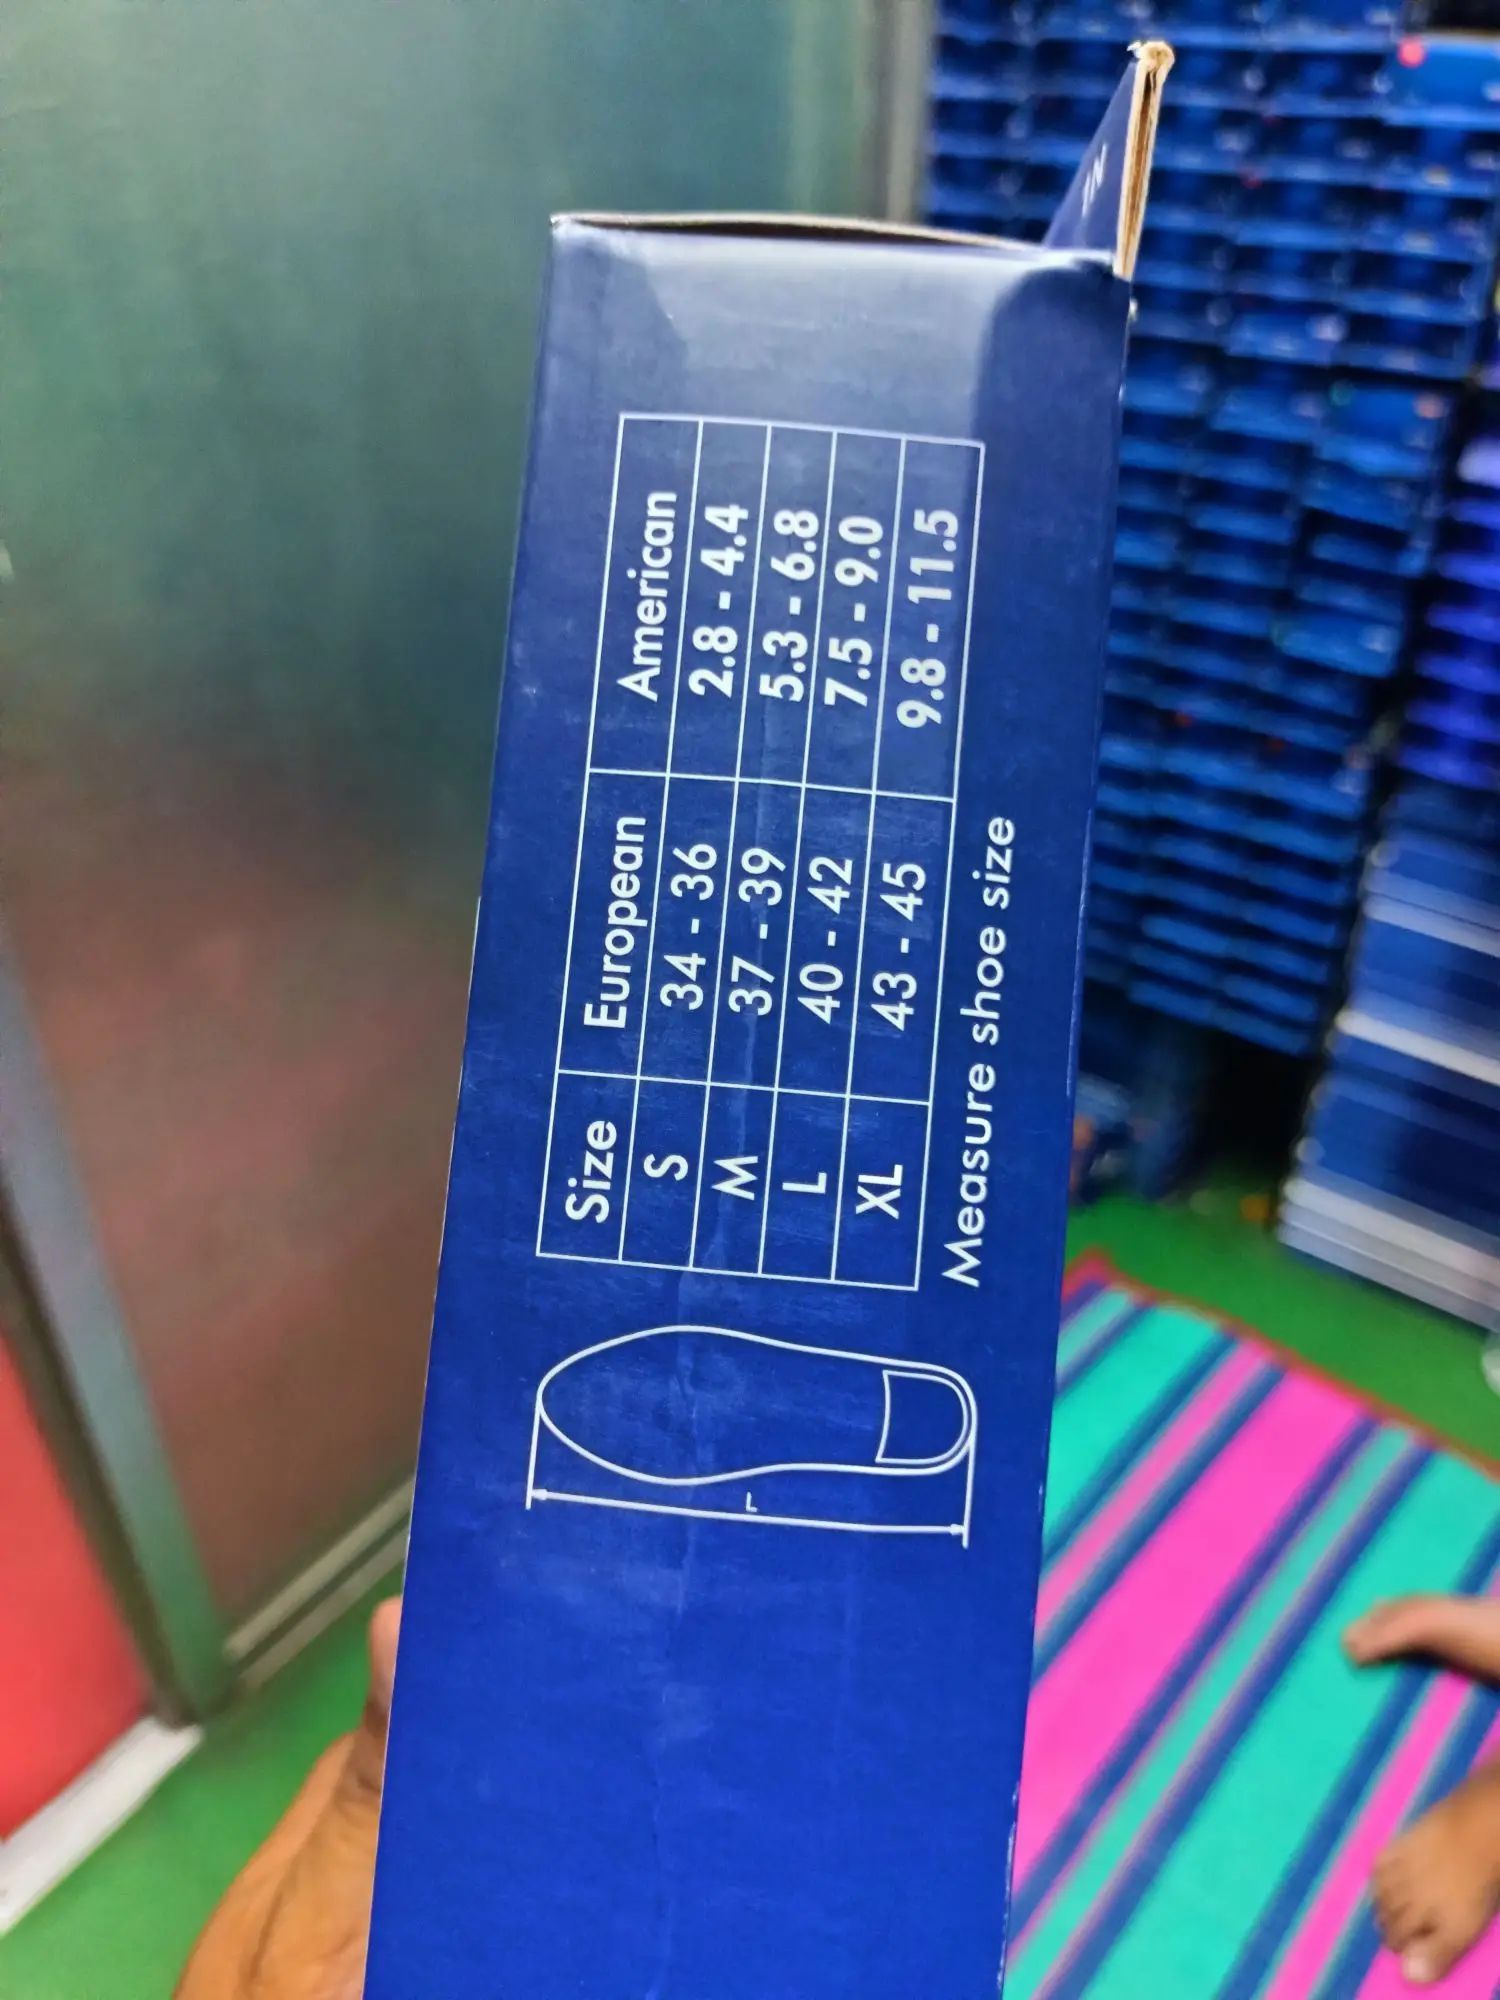 Size European American
S 34 - 36 2.8 - 4.4
M 37 - 39 5.3 - 6.8
L 40 - 42 7.5 - 9.0
XL 43 - 45 9.8 - 11.5
Measure shoe size
L